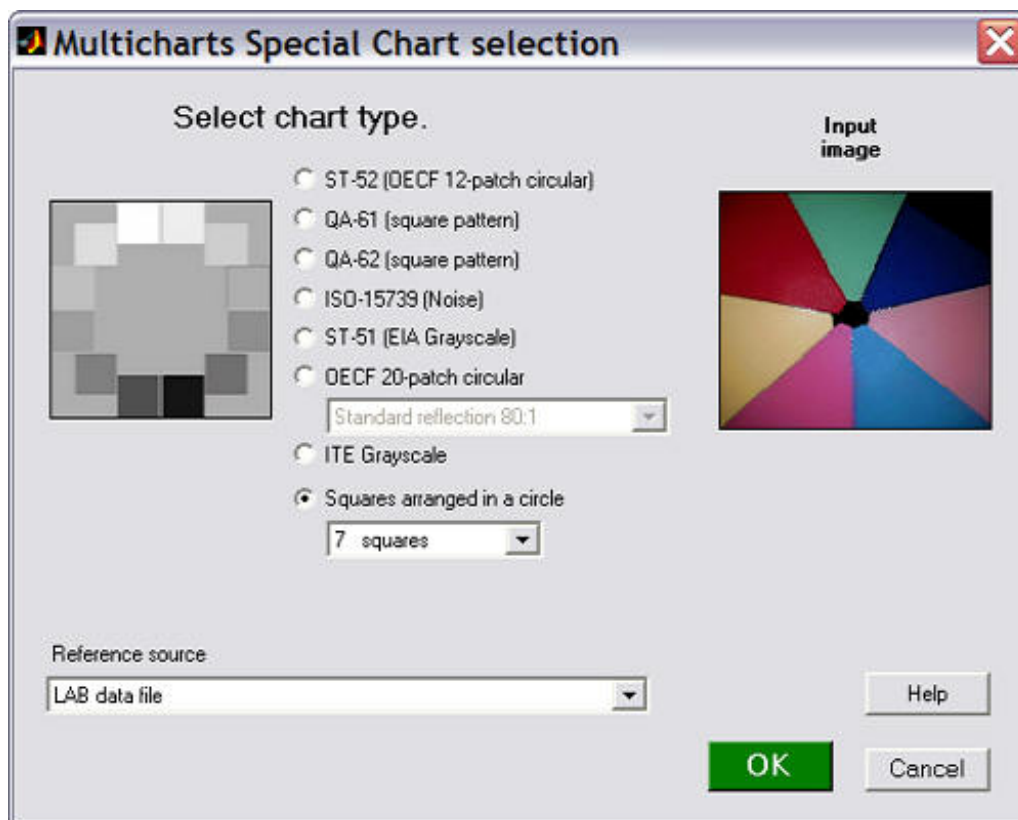 Multicharts Special Chart selection
Select chart type.
Input
image
ST-52 (OECF 12-patch circular)
QA-61 (square pattern)
QA-62 (square pattern)
ISO-15739 (Noise)
ST-51 (EIA Grayscale)
OECF 20-patch circular
Standard reflection 80:1
ITE Grayscale
Squares arranged in a circle
7 squares
Reference source
LAB data file
Help
OK
Cancel